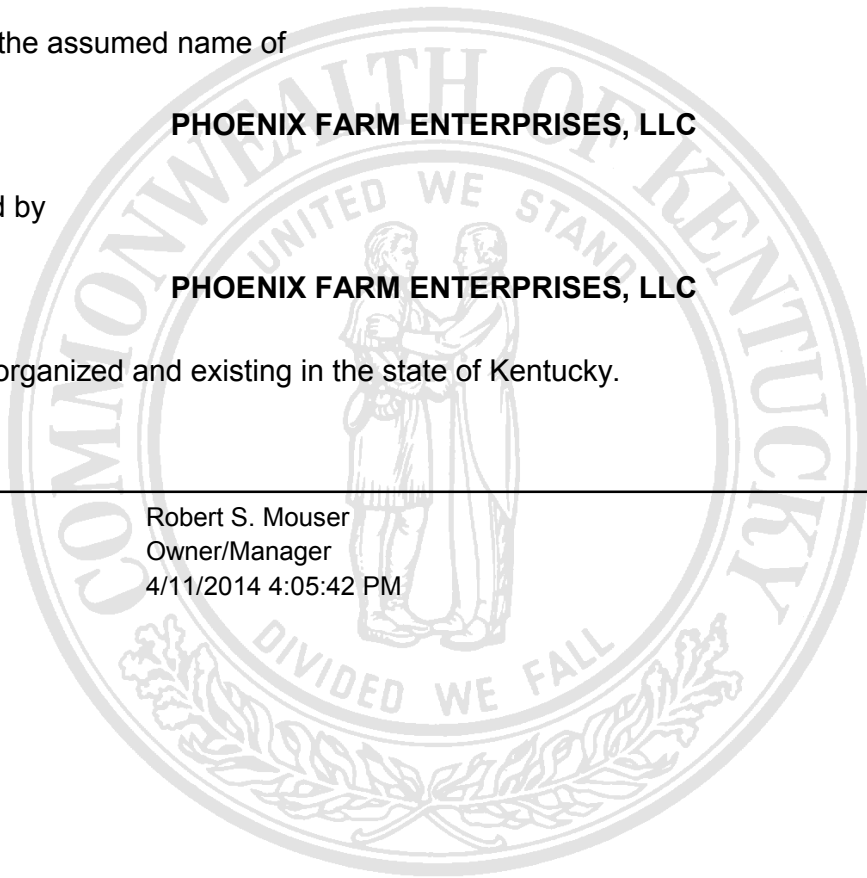 the assumed name of
PHOENIX FARM ENTERPRISES, LLC
d by
PHOENIX FARM ENTERPRISES, LLC
organized and existing in the state of Kentucky.
Robert S. Mouser
Owner/Manager
4/11/2014 4:05:42 PM
COMMONWEALTH OF KENTUCKY
UNITED WE STAND
DIVIDED WE FALL